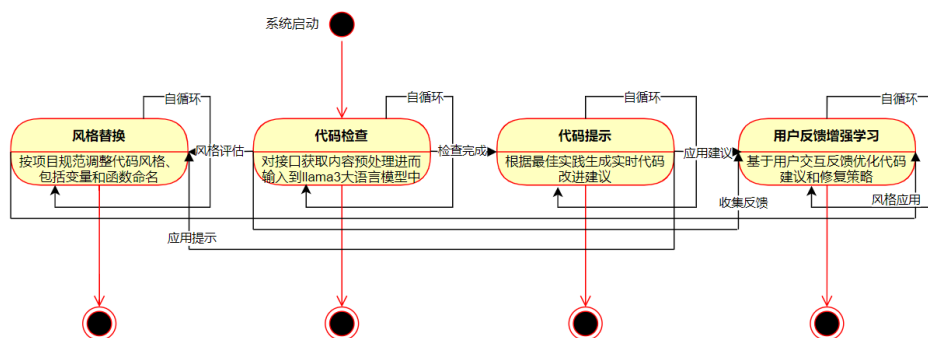 系统启动
自循环
自循环
自循环
自循环
风格替换
按项目规范调整代码风格、
包括变量和函数命名
风格评估
代码检查
对接口获取内容预处理进而
输入到llama3大语言模型中
检查完成
代码提示
根据最佳实践生成实时代码
改进建议
应用建议
用户反馈增强学习
基于用户交互反馈优化代码
建议和修复策略
收集反馈
风格应用
应用提示